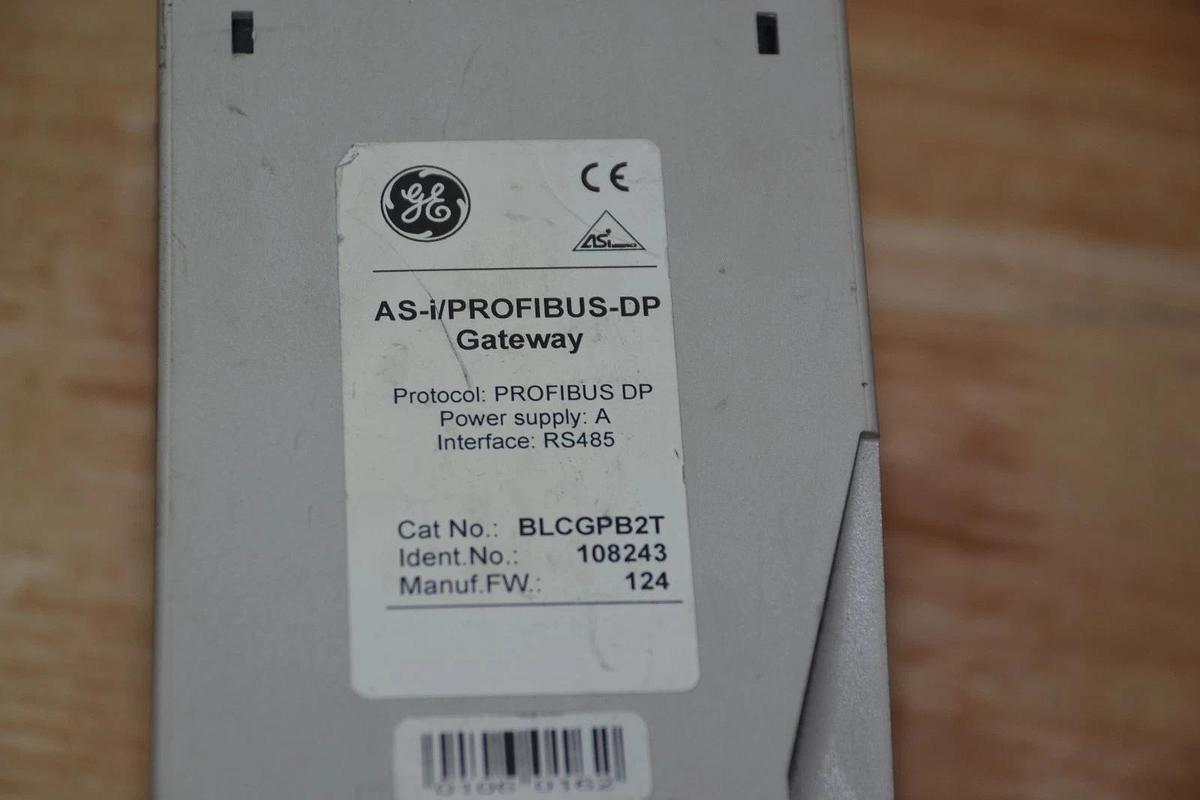 GE
CE
ASi
AS-i/PROFIBUS-DP
Gateway
Protocol: PROFIBUS DP
Power supply: A
Interface: RS485
Cat No.: BLCGPB2T
Ident.No.: 108243
Manuf.FW.: 124